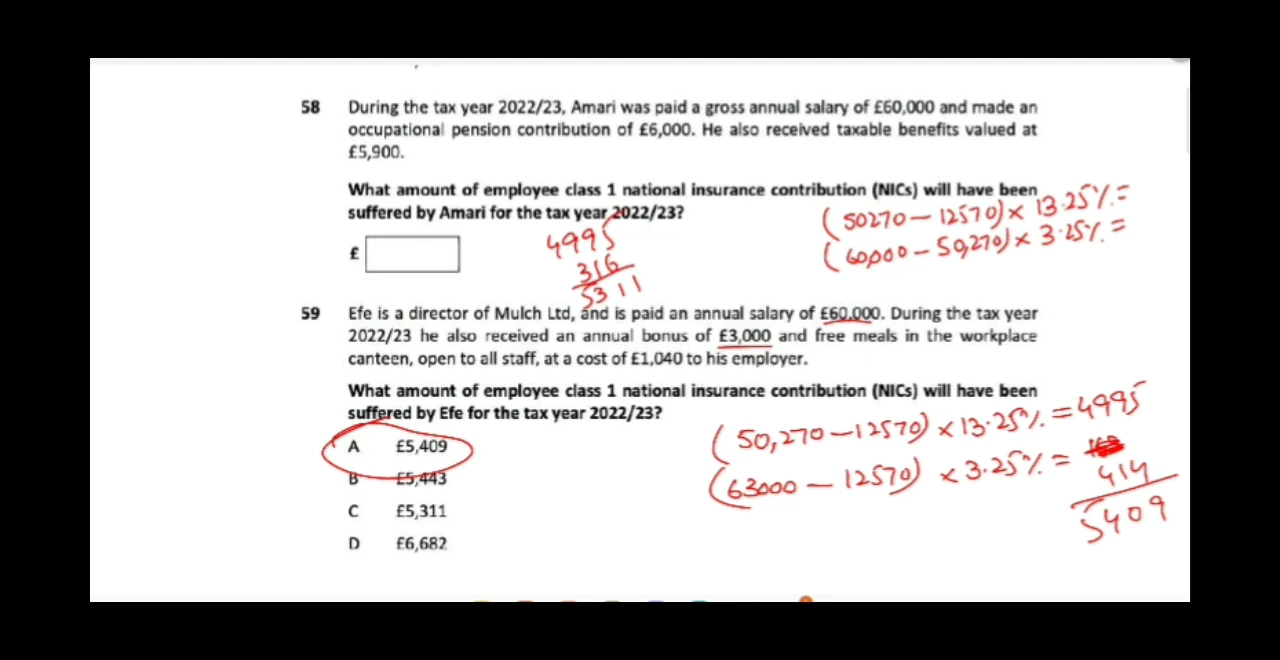 58 During the tax year 2022/23, Amari was paid a gross annual salary of £60,000 and made an
occupational pension contribution of £6,000. He also received taxable benefits valued at
£5,900.
What amount of employee class 1 national insurance contribution (NICs) will have been
suffered by Amari for the tax year 2022/23?
(50270-12570)x 13.25%=
(60,000-50,270)x 3.25%=
£
4995
316
5311
59 Efe is a director of Mulch Ltd, and is paid an annual salary of £60,000. During the tax year
2022/23 he also received an annual bonus of £3,000 and free meals in the workplace
canteen, open to all staff, at a cost of £1,040 to his employer.
What amount of employee class 1 national insurance contribution (NICs) will have been
suffered by Efe for the tax year 2022/23?
(50,270-12570) x 13.25% = 4995
(63000 - 12570) x 3.25% =
414
5409
A £5,409
B £5,443
C £5,311
D £6,682